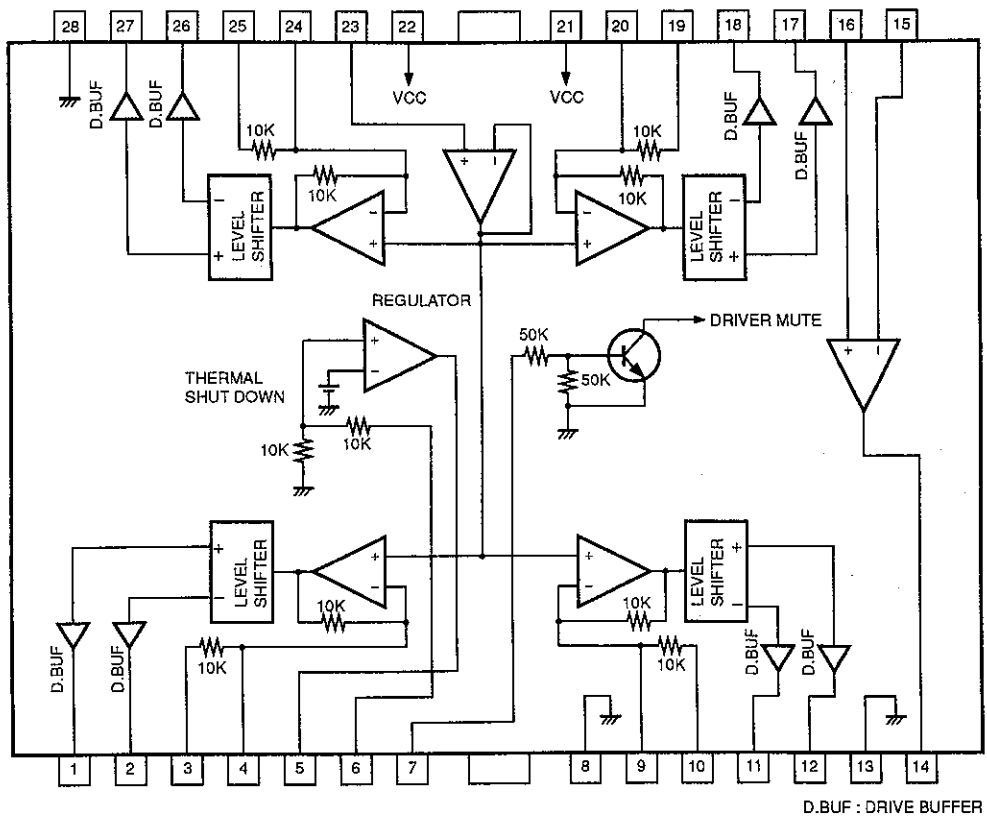 28 27 26 25 24 23 22 21 20 19 18 17 16 15
VCC VCC
D.BUF D.BUF D.BUF D.BUF
10K 10K
10K 10K
+ − − +
− LEVEL SHIFTER + − − + LEVEL SHIFTER − +
REGULATOR
DRIVER MUTE
+ −
50K
50K
+ −
THERMAL
SHUT DOWN
10K
10K
+ LEVEL SHIFTER − + − + − LEVEL SHIFTER + −
10K 10K
10K 10K
D.BUF D.BUF D.BUF D.BUF
1 2 3 4 5 6 7 8 9 10 11 12 13 14
D.BUF : DRIVE BUFFER